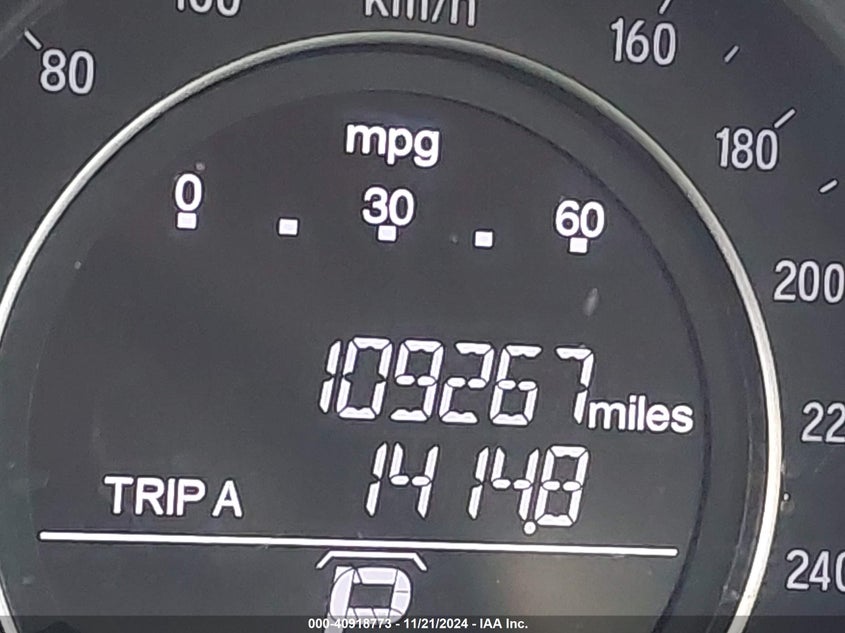 km/h
80
160
180
200
240
mpg
0 30 60
109267 miles
TRIP A 1414.8
P
000-40918773 - 11/21/2024 - IAA Inc.